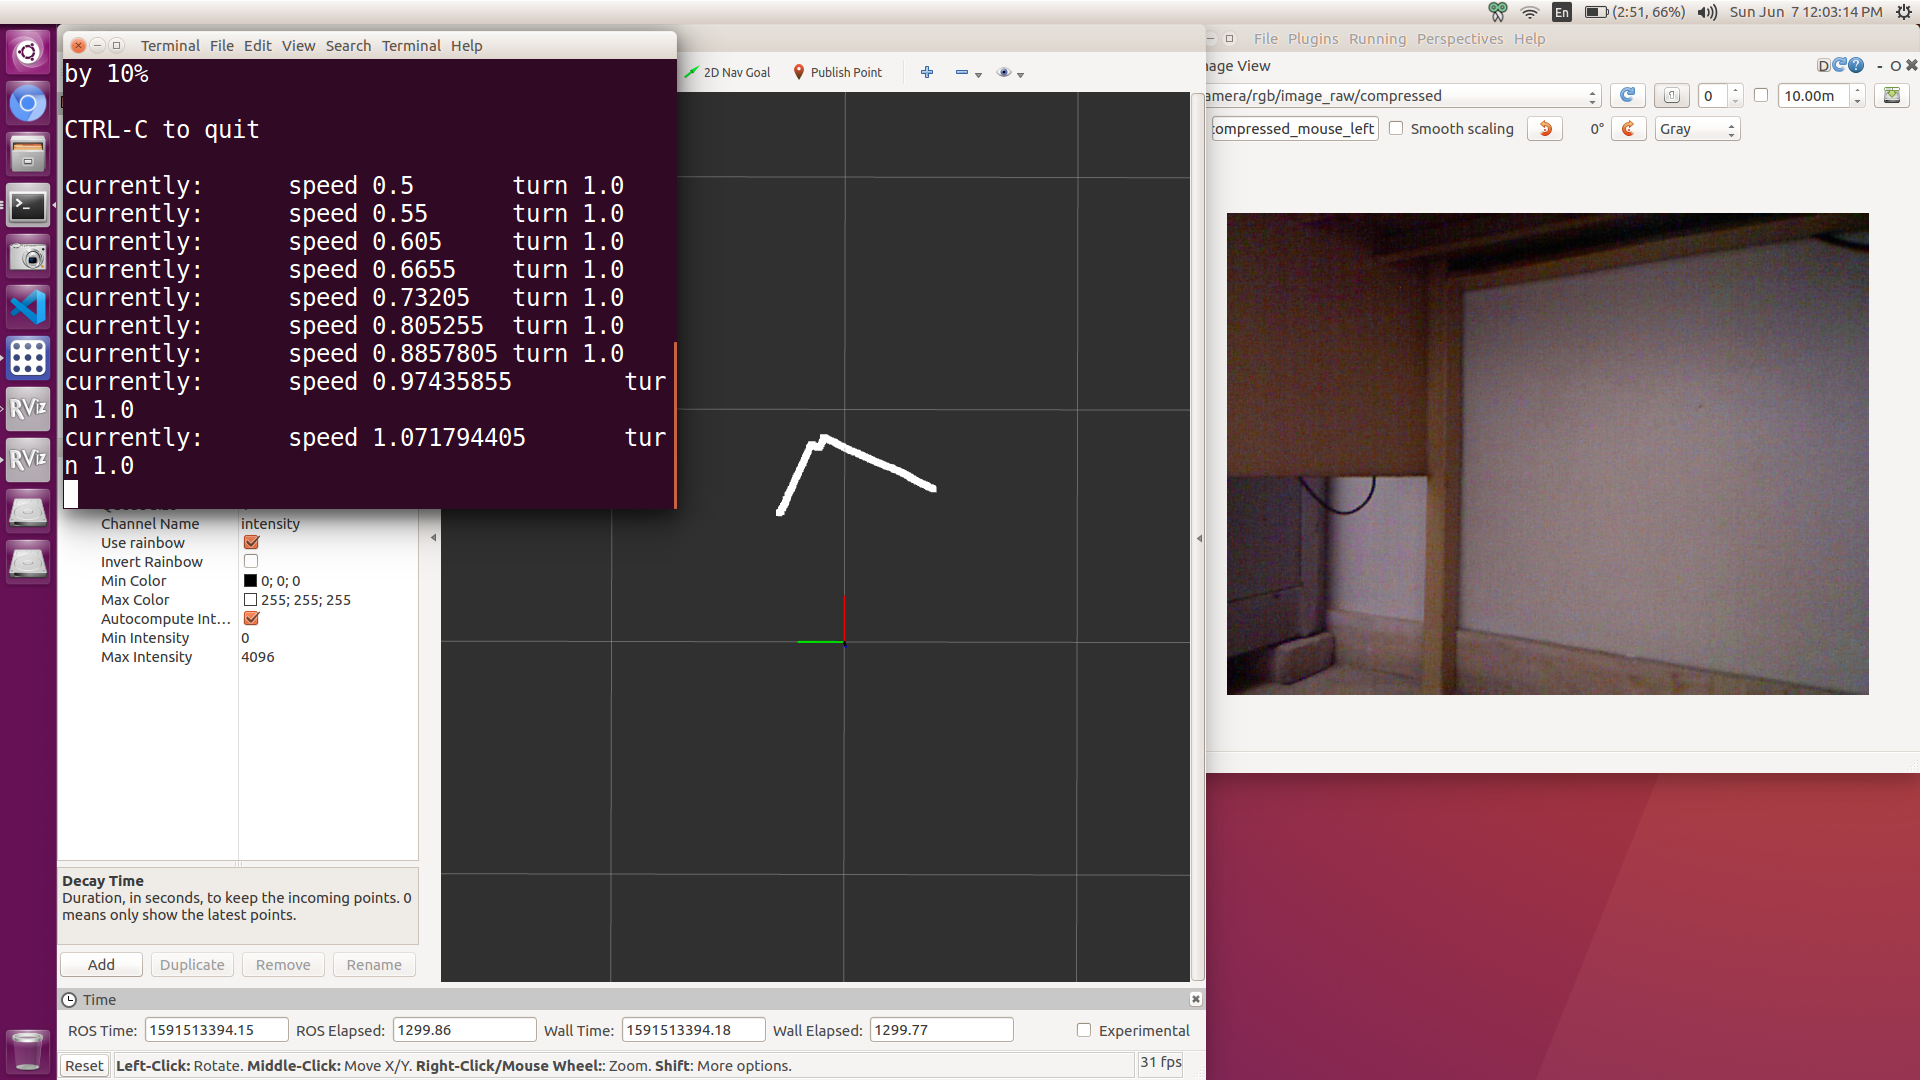 En (2:51, 66%) Sun Jun 7 12:03:14 PM
Terminal File Edit View Search Terminal Help
by 10%
CTRL-C to quit
currently: speed 0.5 turn 1.0
currently: speed 0.55 turn 1.0
currently: speed 0.605 turn 1.0
currently: speed 0.6655 turn 1.0
currently: speed 0.73205 turn 1.0
currently: speed 0.805255 turn 1.0
currently: speed 0.8857805 turn 1.0
currently: speed 0.97435855 tur
n 1.0
currently: speed 1.071794405 tur
n 1.0
2D Nav Goal Publish Point
File Plugins Running Perspectives Help
age View D - O
amera/rgb/image_raw/compressed 0 10.00m
compressed_mouse_left Smooth scaling 0° Gray
RViz
RViz
Channel Name intensity
Use rainbow
Invert Rainbow
Min Color 0; 0; 0
Max Color 255; 255; 255
Autocompute Int...
Min Intensity 0
Max Intensity 4096
Decay Time
Duration, in seconds, to keep the incoming points. 0
means only show the latest points.
Add Duplicate Remove Rename
Time
ROS Time: 1591513394.15 ROS Elapsed: 1299.86 Wall Time: 1591513394.18 Wall Elapsed: 1299.77 Experimental
Reset Left-Click: Rotate. Middle-Click: Move X/Y. Right-Click/Mouse Wheel:: Zoom. Shift: More options. 31 fps